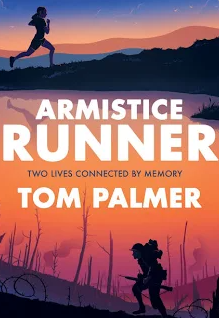 ARMISTICE
RUNNER
TWO LIVES CONNECTED BY MEMORY
TOM PALMER